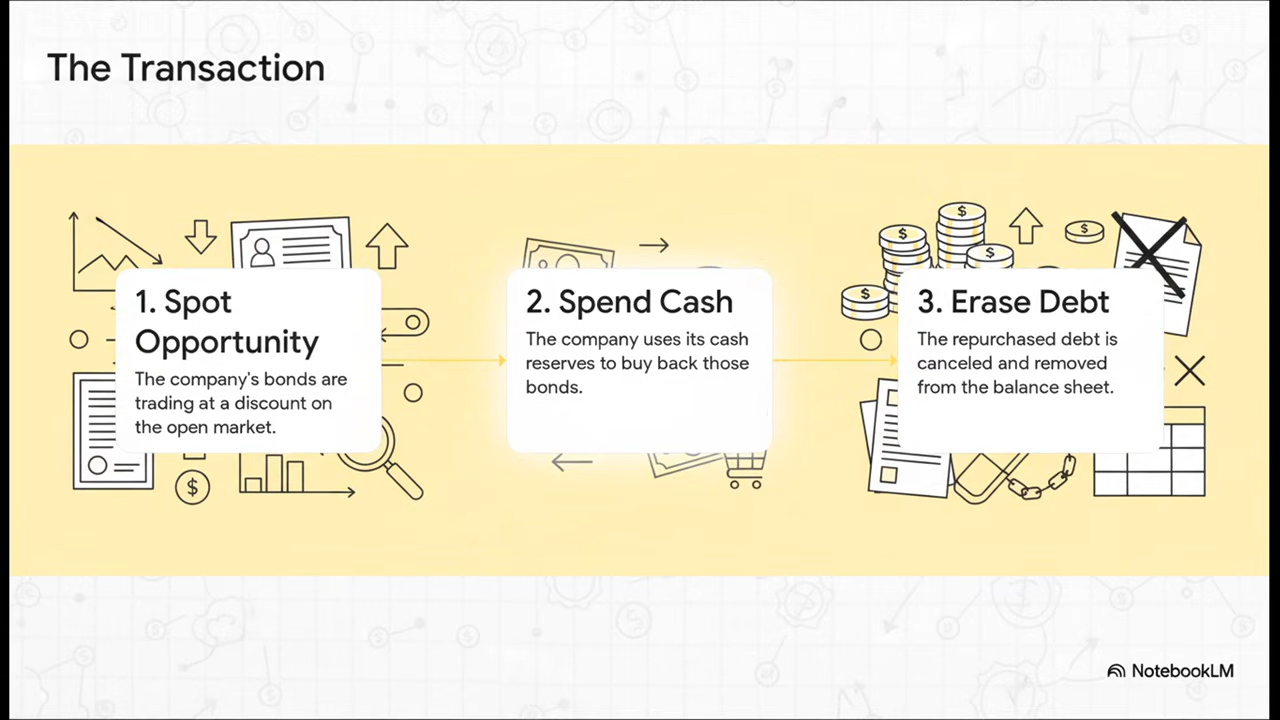 The Transaction
1. Spot
Opportunity
The company's bonds are
trading at a discount on
the open market.
2. Spend Cash
The company uses its cash
reserves to buy back those
bonds.
3. Erase Debt
The repurchased debt is
canceled and removed
from the balance sheet.
NotebookLM